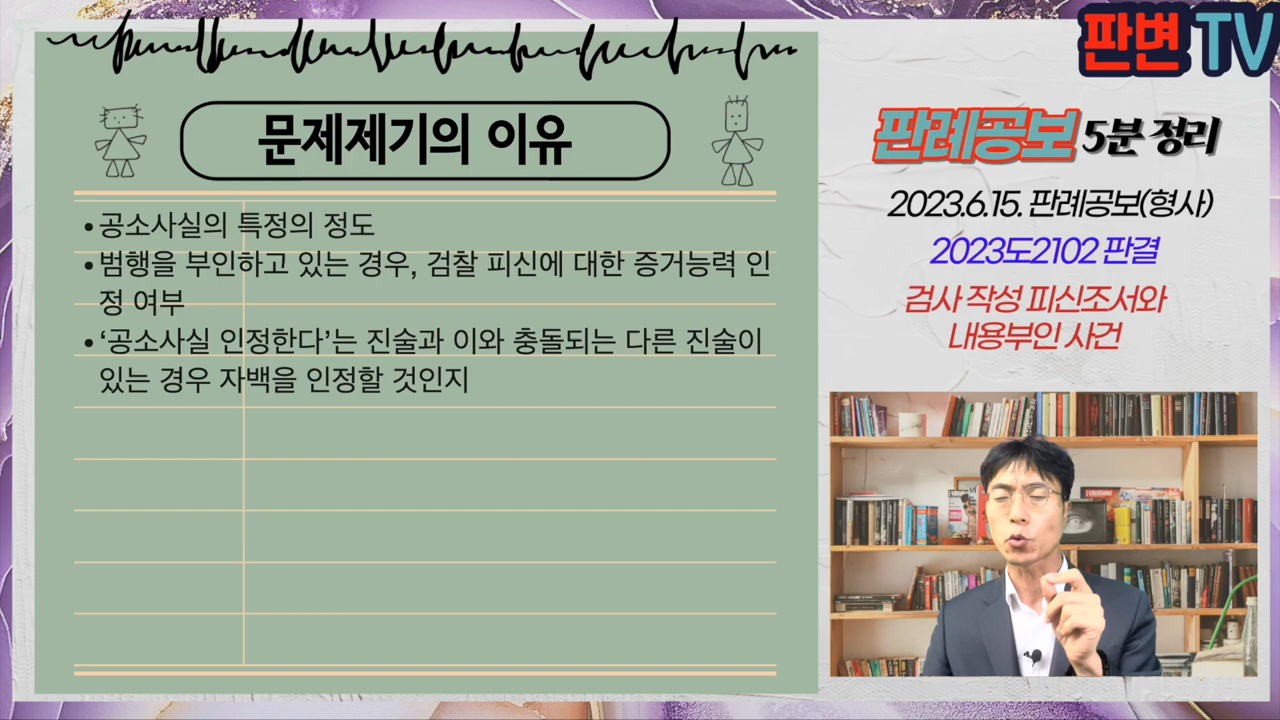 판변 TV
문제제기의 이유
• 공소사실의 특정의 정도
• 범행을 부인하고 있는 경우, 검찰 피신에 대한 증거능력 인
정 여부
• ‘공소사실 인정한다’는 진술과 이와 충돌되는 다른 진술이
있는 경우 자백을 인정할 것인지
판례공보 5분 정리
2023.6.15. 판례공보(형사)
2023도2102 판결
검사 작성 피신조서와
내용부인 사건